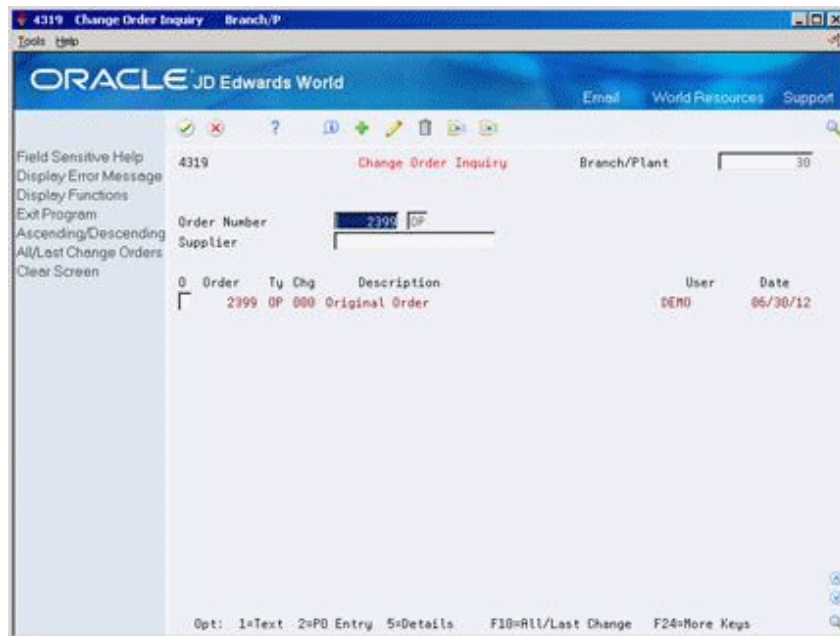 4319 Change Order Inquiry Branch/P
Tools Help
ORACLE JD Edwards World
Email World Resources Support
Field Sensitive Help
Display Error Message
Display Functions
Exit Program
Ascending/Descending
All/Last Change Orders
Clear Screen
4319 Change Order Inquiry Branch/Plant 30
Order Number 2399 OP
Supplier
O Order Ty Chg Description User Date
2399 OP 000 Original Order DEMO 06/30/12
Opt: 1=Text 2=PO Entry 5=Details F18=All/Last Change F24=More Keys